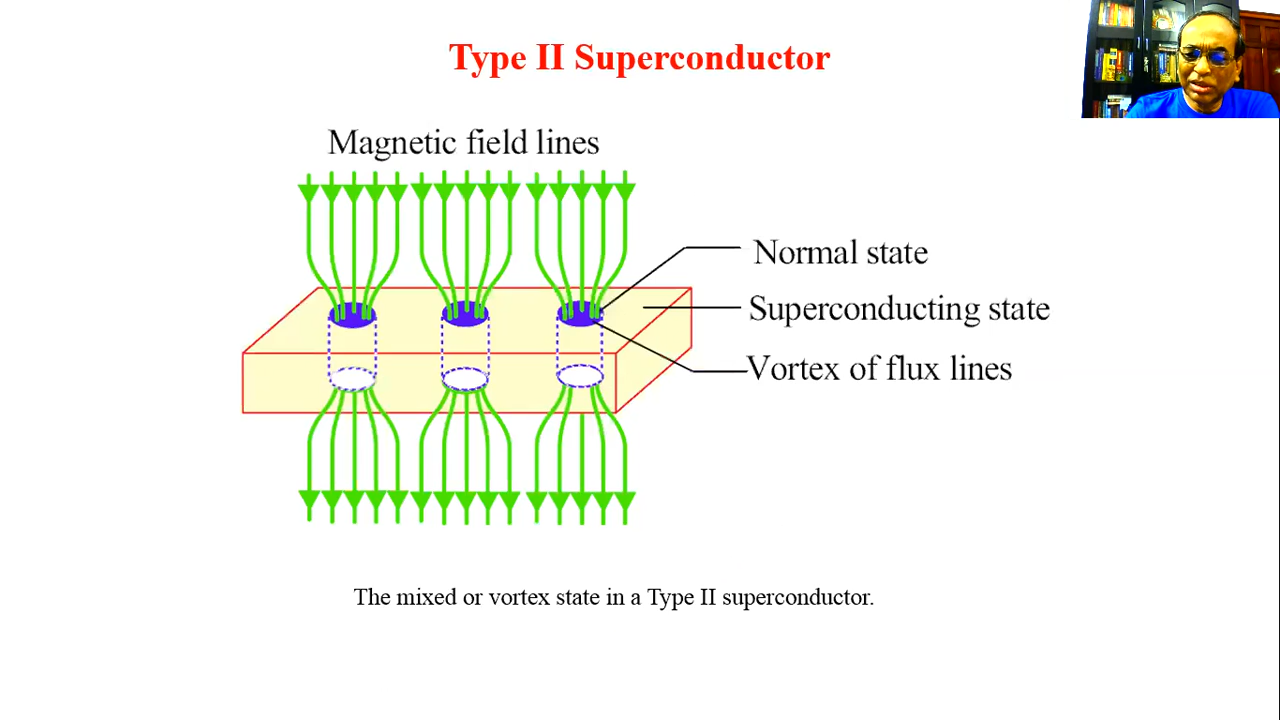 Type II Superconductor
Magnetic field lines
Normal state
Superconducting state
Vortex of flux lines
The mixed or vortex state in a Type II superconductor.